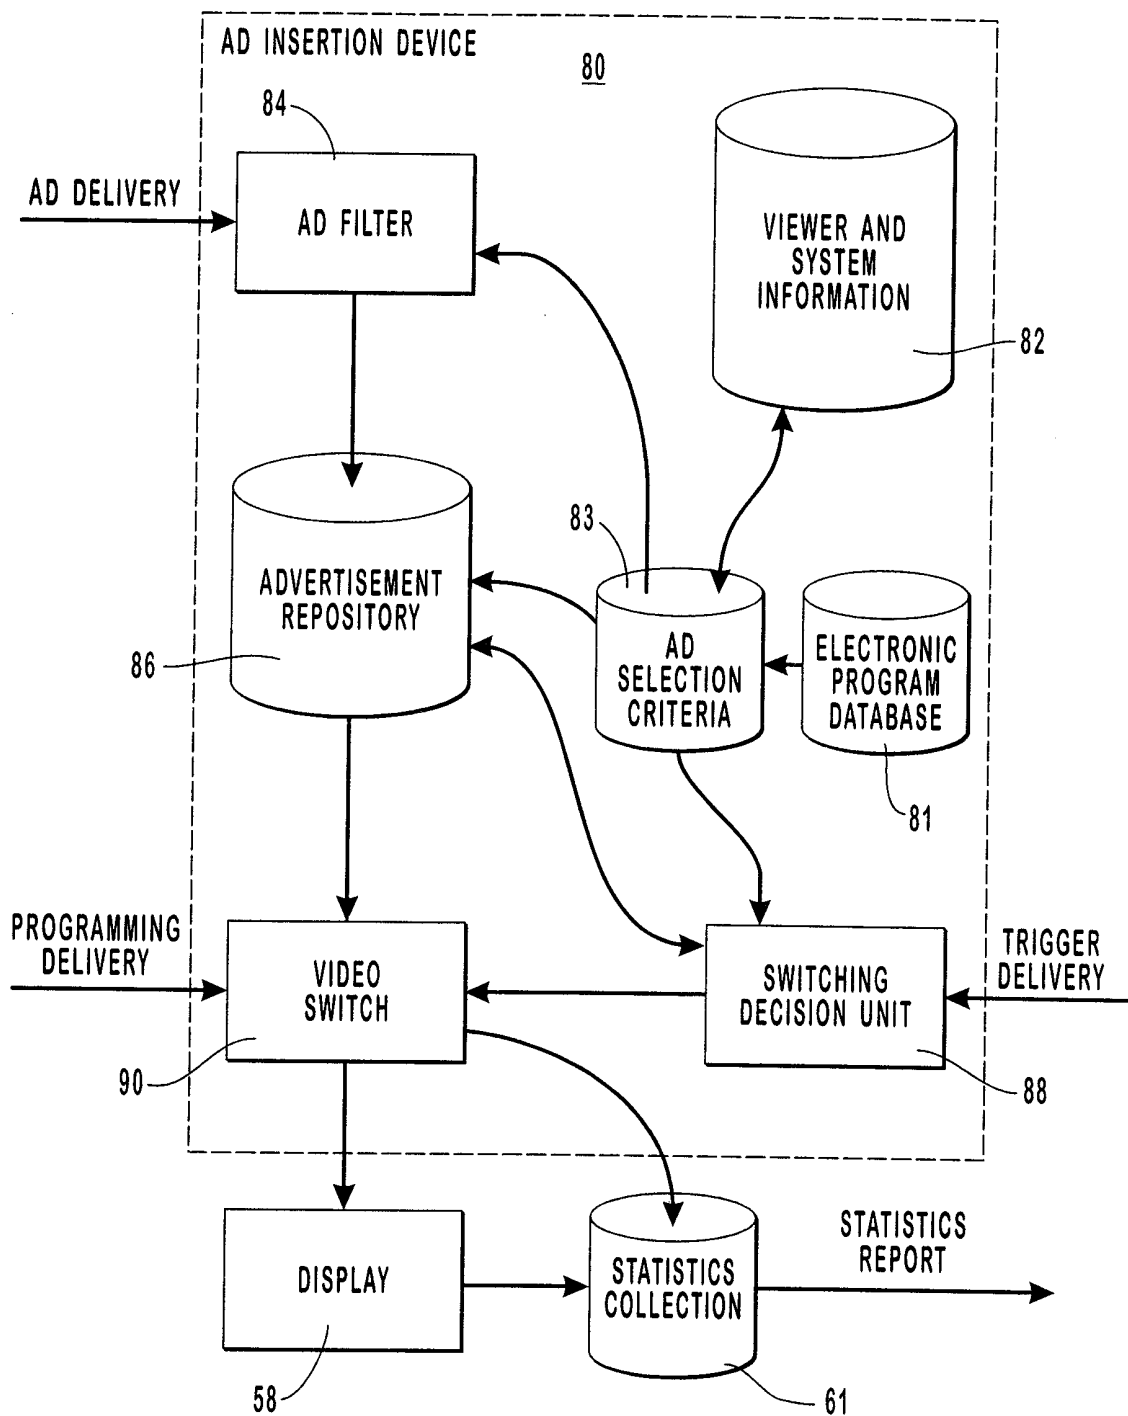 AD INSERTION DEVICE
80
84
AD DELIVERY
AD FILTER
VIEWER AND
SYSTEM
INFORMATION
82
83
ADVERTISEMENT
REPOSITORY
86
AD
SELECTION
CRITERIA
ELECTRONIC
PROGRAM
DATABASE
81
PROGRAMMING
DELIVERY
VIDEO
SWITCH
90
SWITCHING
DECISION UNIT
88
TRIGGER
DELIVERY
DISPLAY
58
STATISTICS
COLLECTION
61
STATISTICS
REPORT